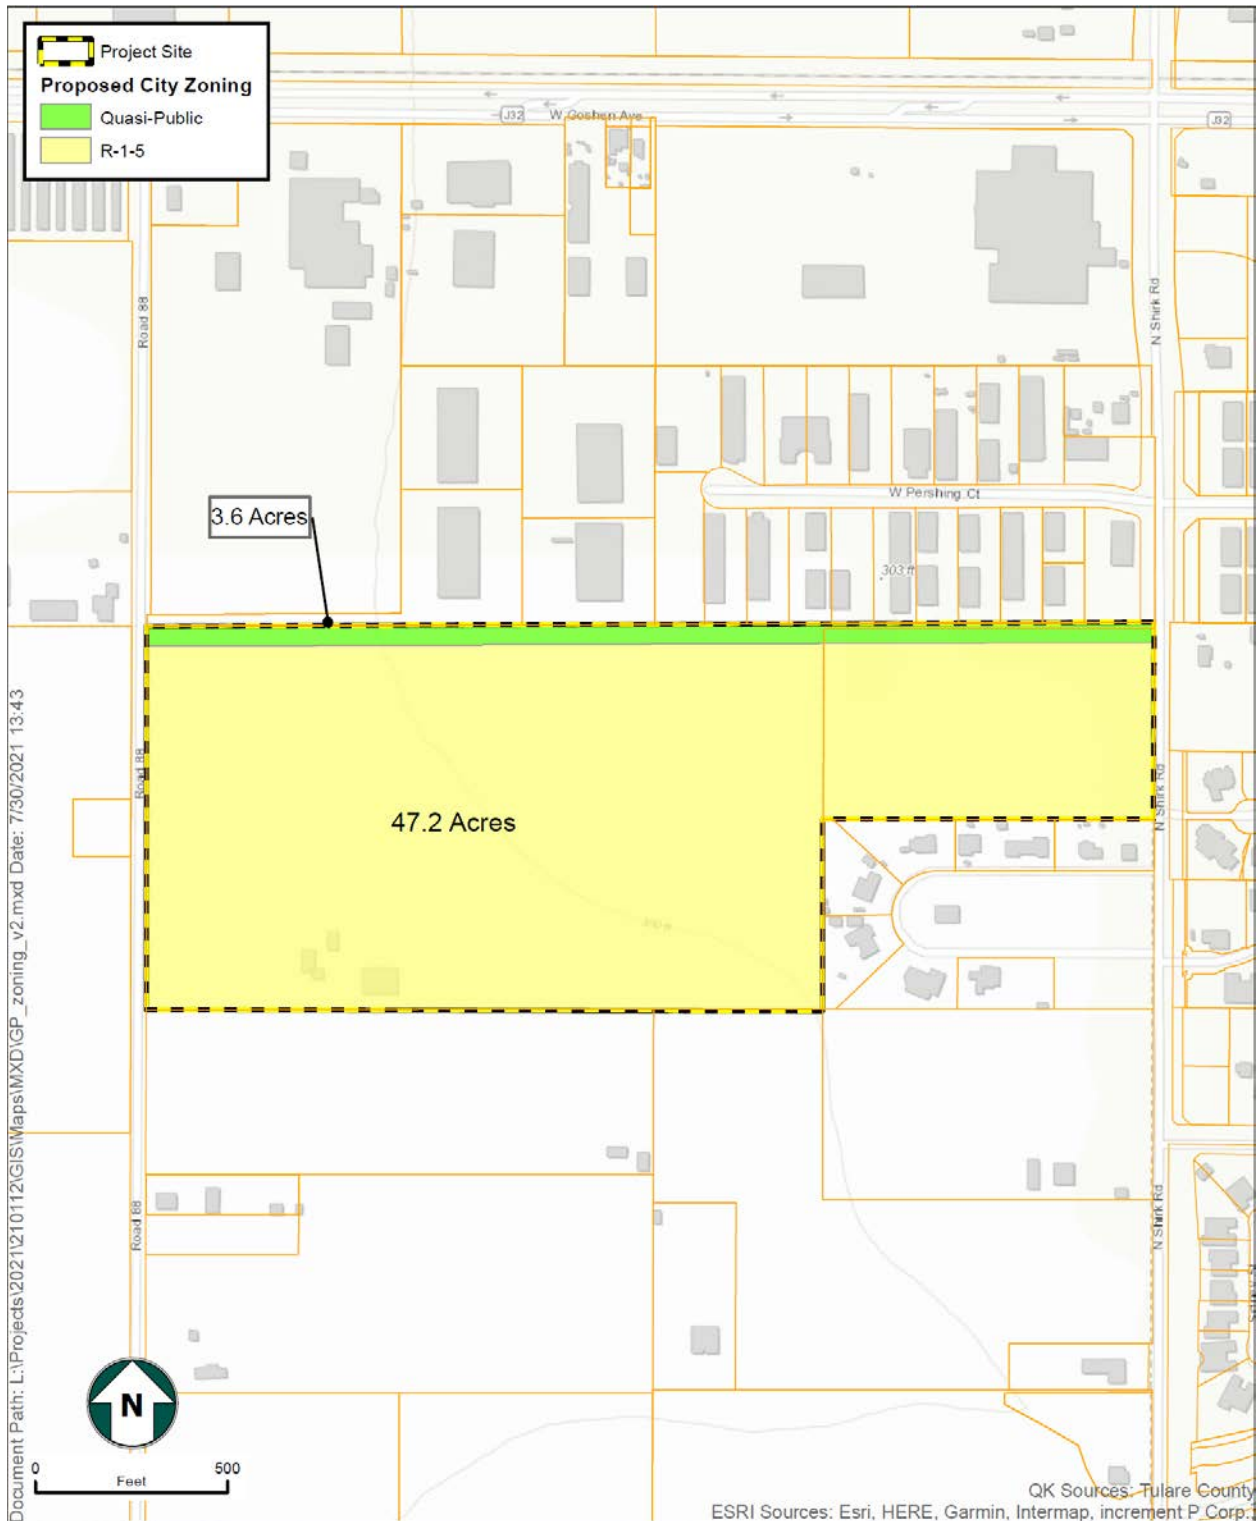 Project Site
Proposed City Zoning
Quasi-Public
R-1-5
J32
W Goshen Ave
J32
Road 88
N Shirk Rd
W Pershing Ct
3.6 Acres
303 ft
Road 88
47.2 Acres
N Shirk Rd
Road 88
N Shirk Rd
N
0
500
Feet
Document Path: L:\Projects\2021\210112\GIS\Maps\MXD\GP_zoning_v2.mxd Date: 7/30/2021 13:43
QK Sources: Tulare County
ESRI Sources: Esri, HERE, Garmin, Intermap, increment P Corp.,